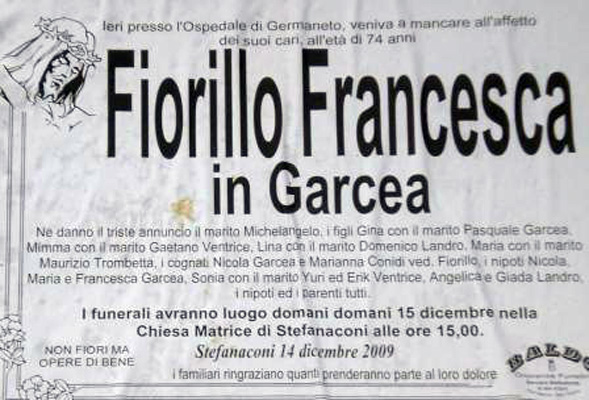 Ieri presso l'Ospedale di Germaneto, veniva a mancare all'affetto
dei suoi cari, all'età di 74 anni
Fiorillo Francesca
in Garcea
Ne danno il triste annuncio il marito Michelangelo, i figli Gina con il marito Pasquale Garcea,
Mimma con il marito Gaetano Ventrice, Lina con il marito Domenico Landro, Maria con il marito
Maurizio Trombetta, i cognati Nicola Garcea e Marianna Conidi ved. Fiorillo, i nipoti Nicola,
Maria e Francesca Garcea, Sonia con il marito Yuri ed Erik Ventrice, Angelica e Giada Landro,
i nipoti ed i parenti tutti.
I funerali avranno luogo domani domani 15 dicembre nella
Chiesa Matrice di Stefanaconi alle ore 15,00.
NON FIORI MA
OPERE DI BENE
Stefanaconi 14 dicembre 2009
i familiari ringraziano quanti prenderanno parte al loro dolore